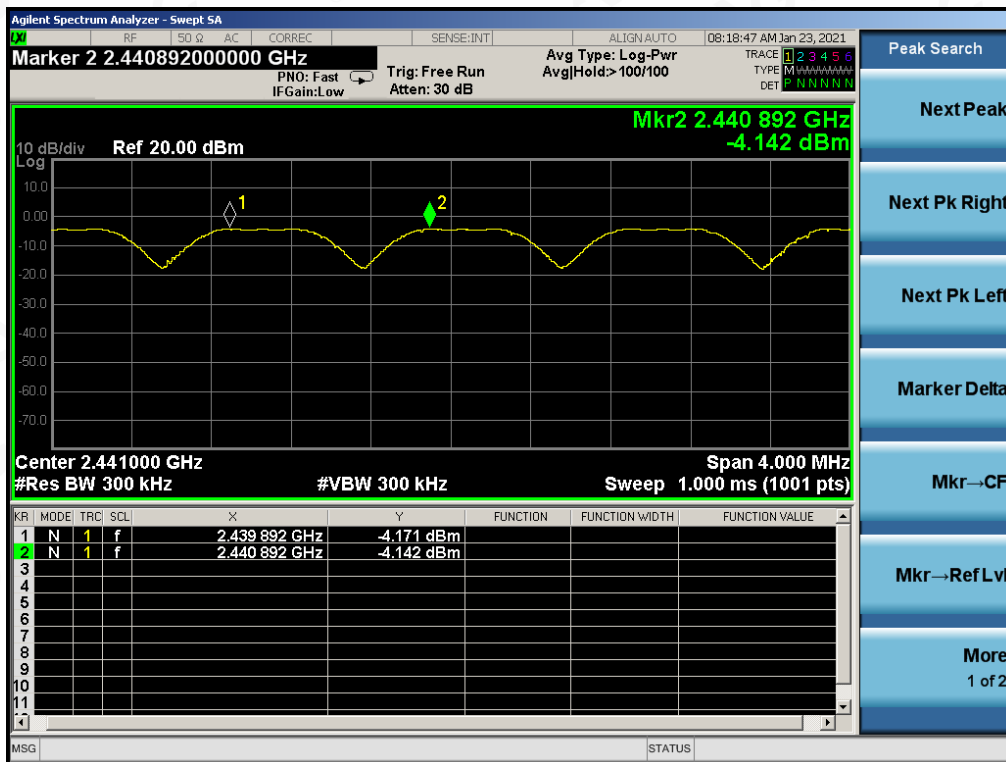 Agilent Spectrum Analyzer - Swept SA
LXI RF 50 Ω AC CORREC SENSE:INT ALIGN AUTO 08:18:47 AM Jan 23, 2021
Marker 2 2.440892000000 GHz
PNO: Fast
IFGain:Low
Trig: Free Run
Atten: 30 dB
Avg Type: Log-Pwr
Avg|Hold:>100/100
TRACE 1 2 3 4 5 6
TYPE M
DET P N N N N N
Mkr2 2.440 892 GHz
-4.142 dBm
10 dB/div Ref 20.00 dBm
Log
10.0
0.00
-10.0
-20.0
-30.0
-40.0
-50.0
-60.0
-70.0
1
2
Center 2.441000 GHz Span 4.000 MHz
#Res BW 300 kHz #VBW 300 kHz Sweep 1.000 ms (1001 pts)
KR MODE TRC SCL X Y FUNCTION FUNCTION WIDTH FUNCTION VALUE
1 N 1 f 2.439 892 GHz -4.171 dBm
2 N 1 f 2.440 892 GHz -4.142 dBm
3
4
5
6
7
8
9
10
11
MSG STATUS
Peak Search
Next Peak
Next Pk Right
Next Pk Left
Marker Delta
Mkr→CF
Mkr→Ref Lvl
More
1 of 2